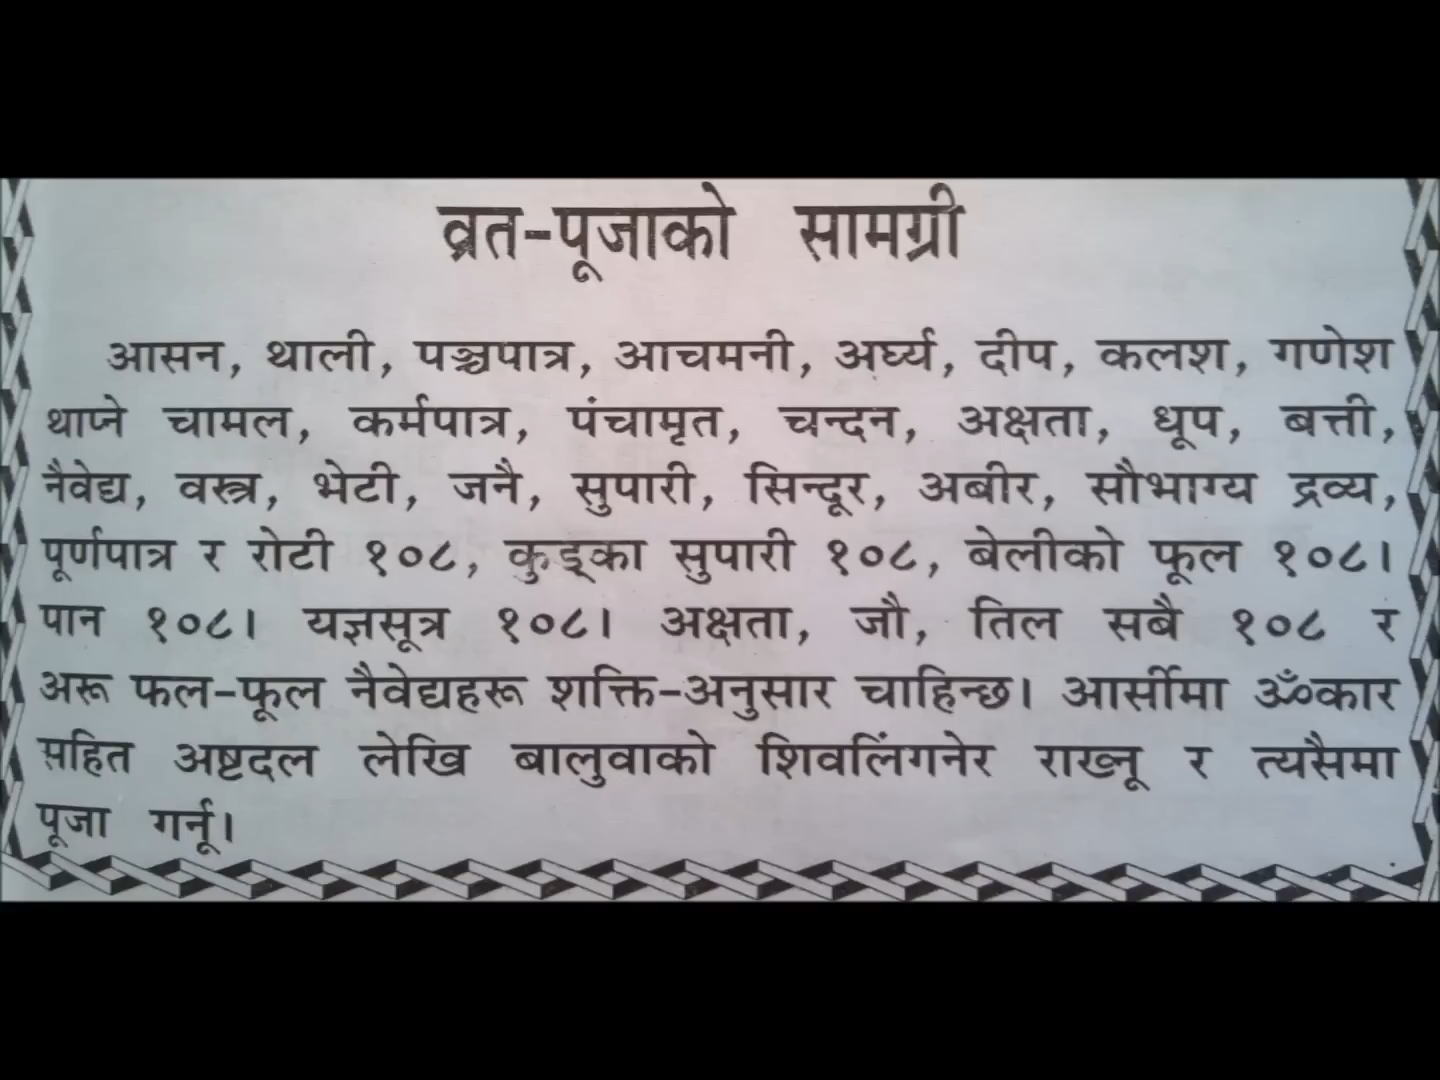 व्रत-पूजाको सामग्री
आसन, थाली, पञ्चपात्र, आचमनी, अर्घ्य, दीप, कलश, गणेश
थाप्ने चामल, कर्मपात्र, पंचामृत, चन्दन, अक्षता, धूप, बत्ती,
नैवेद्य, वस्त्र, भेटी, जनै, सुपारी, सिन्दूर, अबीर, सौभाग्य द्रव्य,
पूर्णपात्र र रोटी १०८, कुड्का सुपारी १०८, बेलीको फूल १०८।
पान १०८। यज्ञसूत्र १०८। अक्षता, जौ, तिल सबै १०८ र
अरू फल-फूल नैवेद्यहरू शक्ति-अनुसार चाहिन्छ। आर्सीमा ॐकार
सहित अष्टदल लेखि बालुवाको शिवलिंगनेर राख्नू र त्यसैमा
पूजा गर्नू।